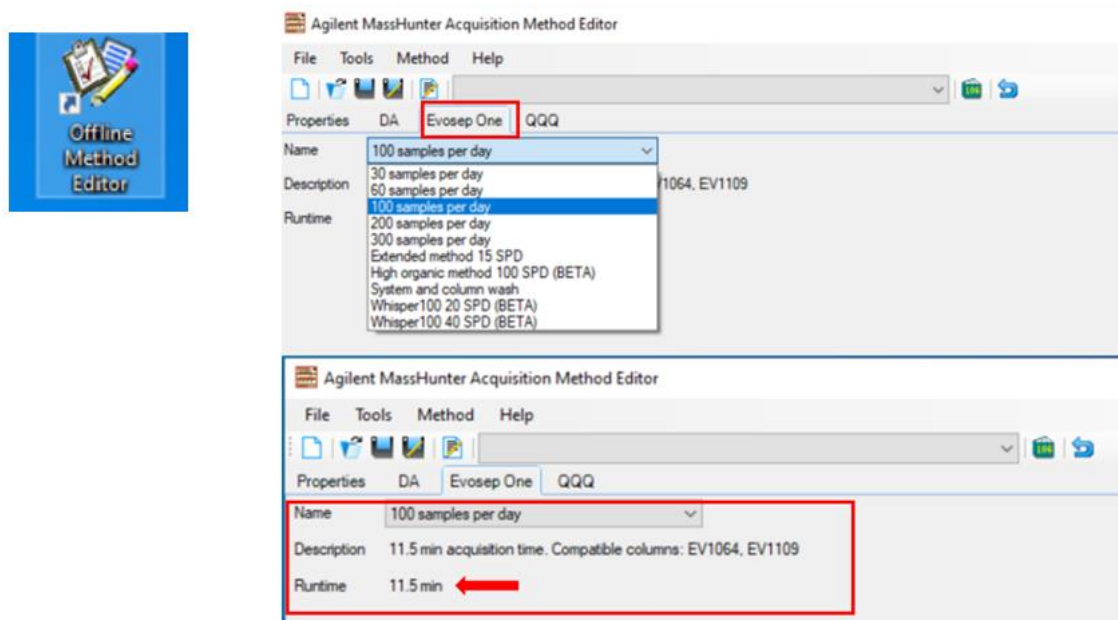 Offline
Method
Editor
Agilent MassHunter Acquisition Method Editor
File Tools Method Help
Properties DA Evosep One QQQ
Name 100 samples per day
30 samples per day
Description 60 samples per day /1064, EV1109
100 samples per day
Runtime 200 samples per day
300 samples per day
Extended method 15 SPD
High organic method 100 SPD (BETA)
System and column wash
Whisper100 20 SPD (BETA)
Whisper100 40 SPD (BETA)
Agilent MassHunter Acquisition Method Editor
File Tools Method Help
Properties DA Evosep One QQQ
Name 100 samples per day
Description 11.5 min acquisition time. Compatible columns: EV1064, EV1109
Runtime 11.5 min